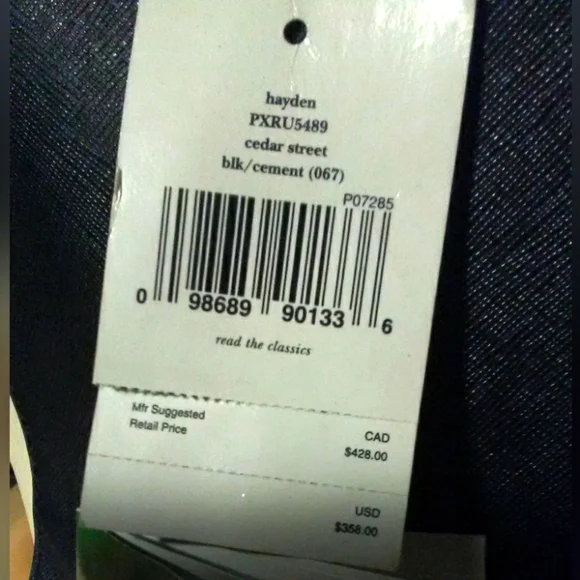 hayden
PXRU5489
cedar street
blk/cement (067)
P07285
0 98689 90133 6
read the classics
Mfr Suggested
Retail Price
CAD
$428.00
USD
$358.00